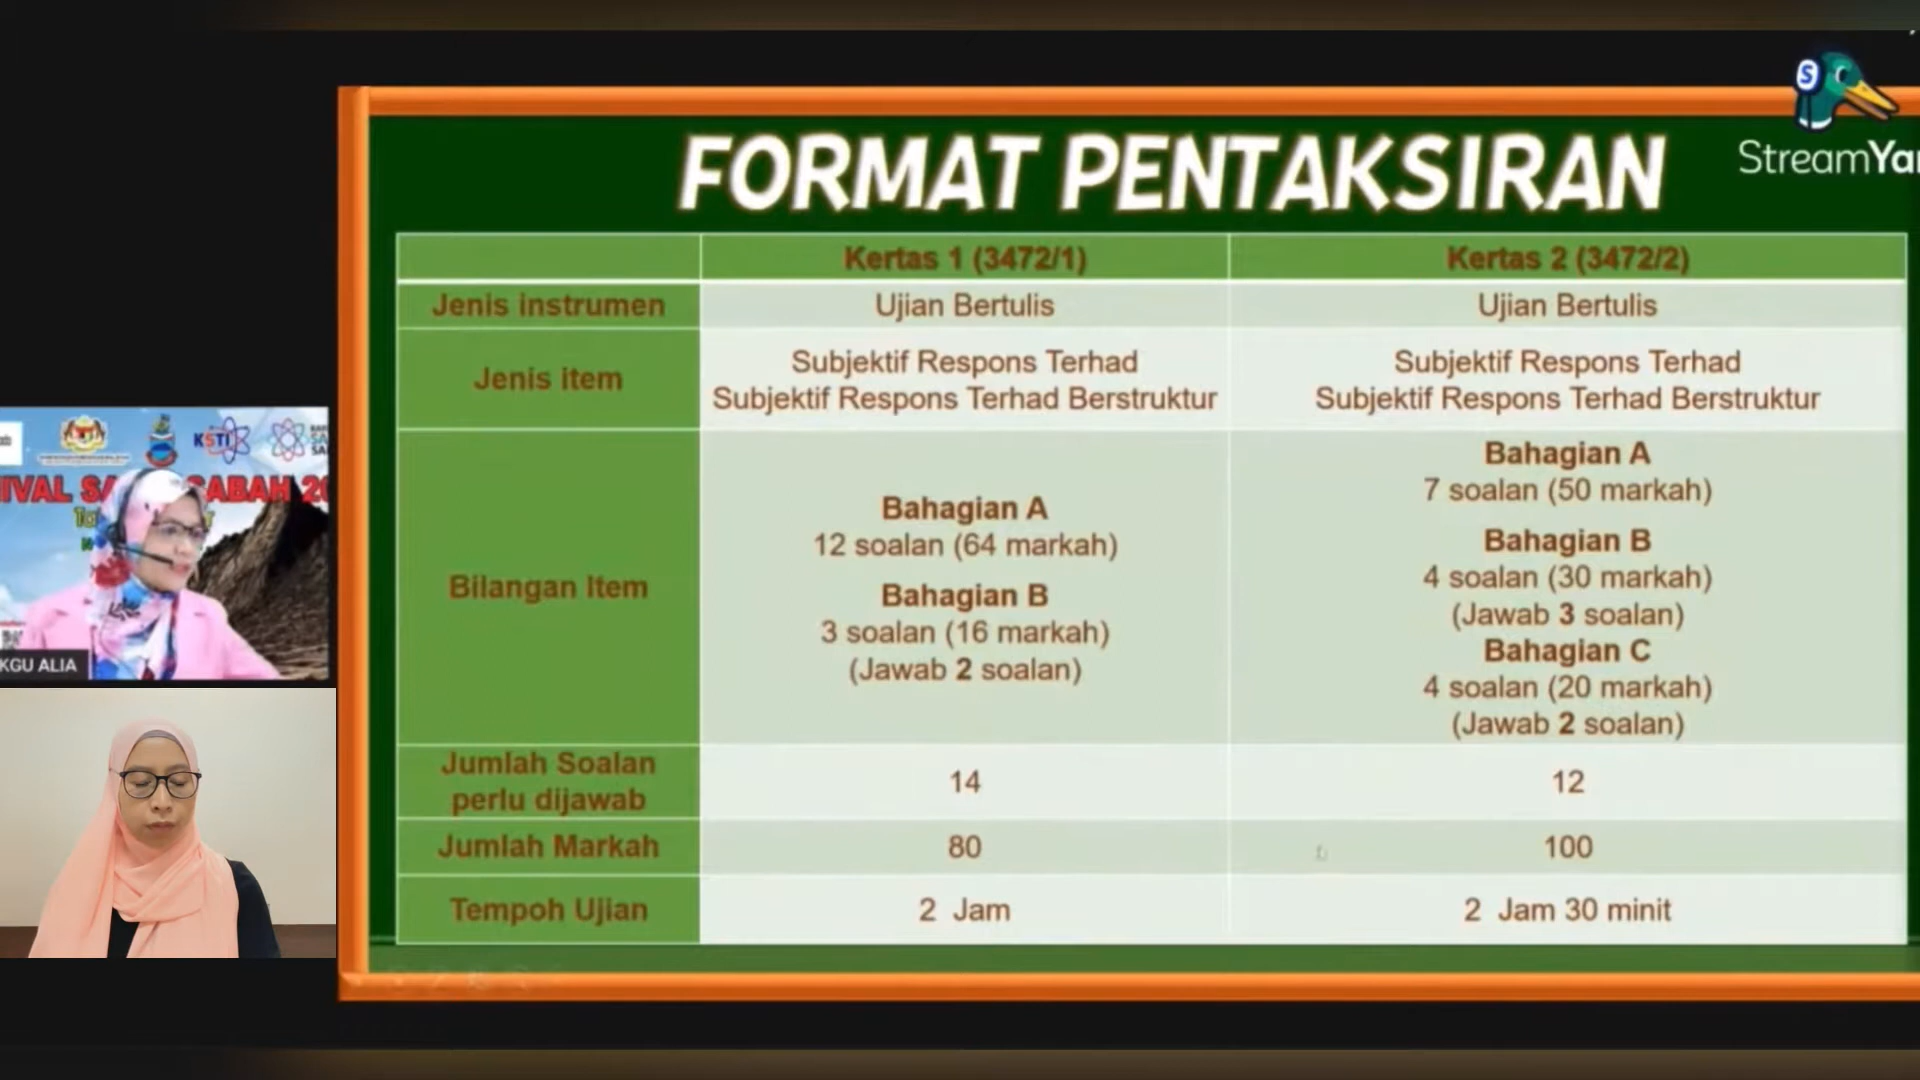 StreamYa
FORMAT PENTAKSIRAN
Kertas 1 (3472/1)
Kertas 2 (3472/2)
Jenis instrumen
Ujian Bertulis
Ujian Bertulis
Jenis item
Subjektif Respons Terhad
Subjektif Respons Terhad Berstruktur
Subjektif Respons Terhad
Subjektif Respons Terhad Berstruktur
Bilangan Item
Bahagian A
12 soalan (64 markah)
Bahagian B
3 soalan (16 markah)
(Jawab 2 soalan)
Bahagian A
7 soalan (50 markah)
Bahagian B
4 soalan (30 markah)
(Jawab 3 soalan)
Bahagian C
4 soalan (20 markah)
(Jawab 2 soalan)
Jumlah Soalan
perlu dijawab
14
12
Jumlah Markah
80
100
Tempoh Ujian
2 Jam
2 Jam 30 minit
KSTI
IVAL SA SABAH 20
KGU ALIA